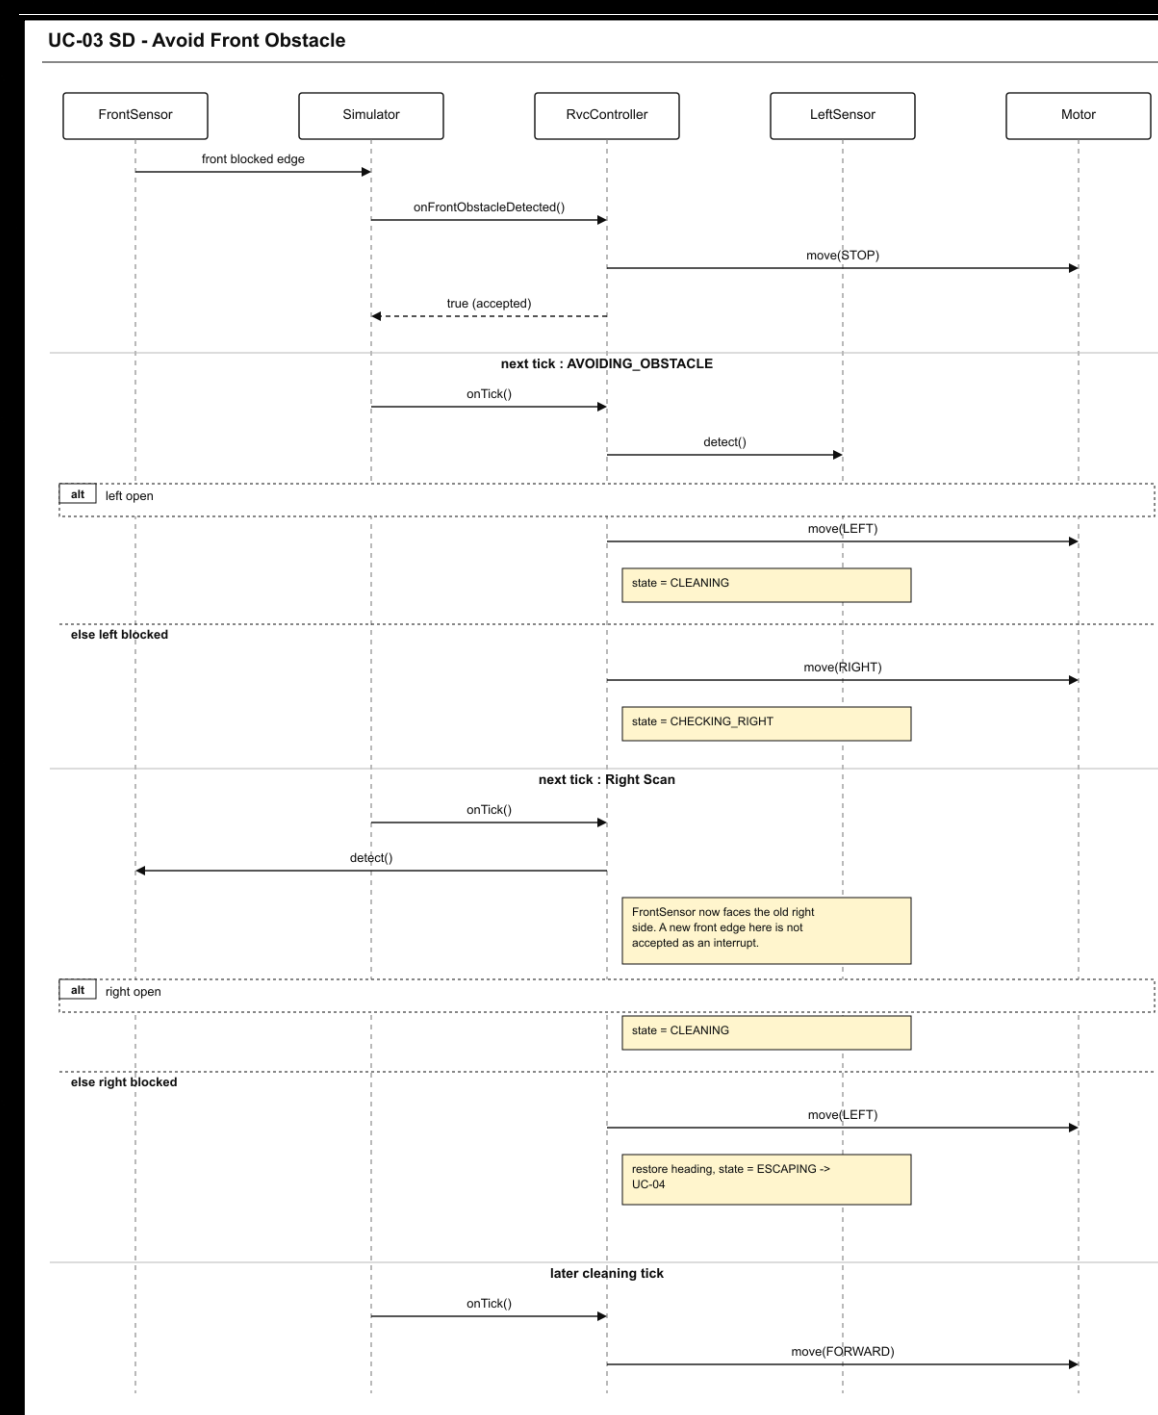 UC-03 SD - Avoid Front Obstacle
FrontSensor
Simulator
RvcController
LeftSensor
Motor
front blocked edge
onFrontObstacleDetected()
move(STOP)
true (accepted)
next tick : AVOIDING_OBSTACLE
onTick()
detect()
alt
left open
move(LEFT)
state = CLEANING
else left blocked
move(RIGHT)
state = CHECKING_RIGHT
next tick : Right Scan
onTick()
detect()
FrontSensor now faces the old right
side. A new front edge here is not
accepted as an interrupt.
alt
right open
state = CLEANING
else right blocked
move(LEFT)
restore heading, state = ESCAPING ->
UC-04
later cleaning tick
onTick()
move(FORWARD)